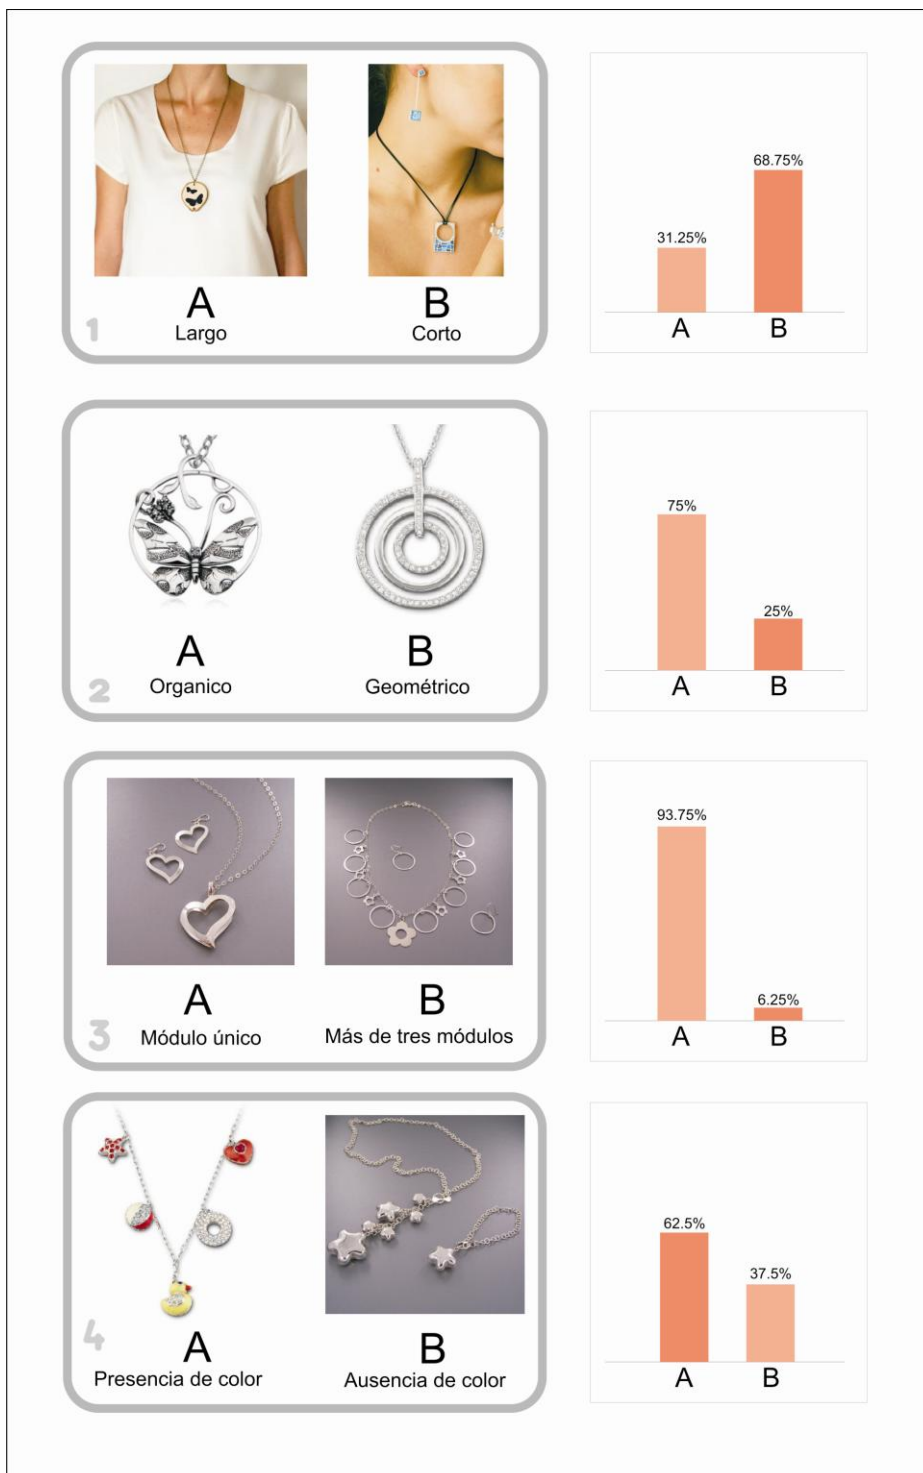 A
Largo
B
Corto
1
68.75%
31.25%
A
B
A
Organico
B
Geométrico
2
75%
25%
A
B
A
Módulo único
B
Más de tres módulos
3
93.75%
6.25%
A
B
A
Presencia de color
B
Ausencia de color
4
62.5%
37.5%
A
B